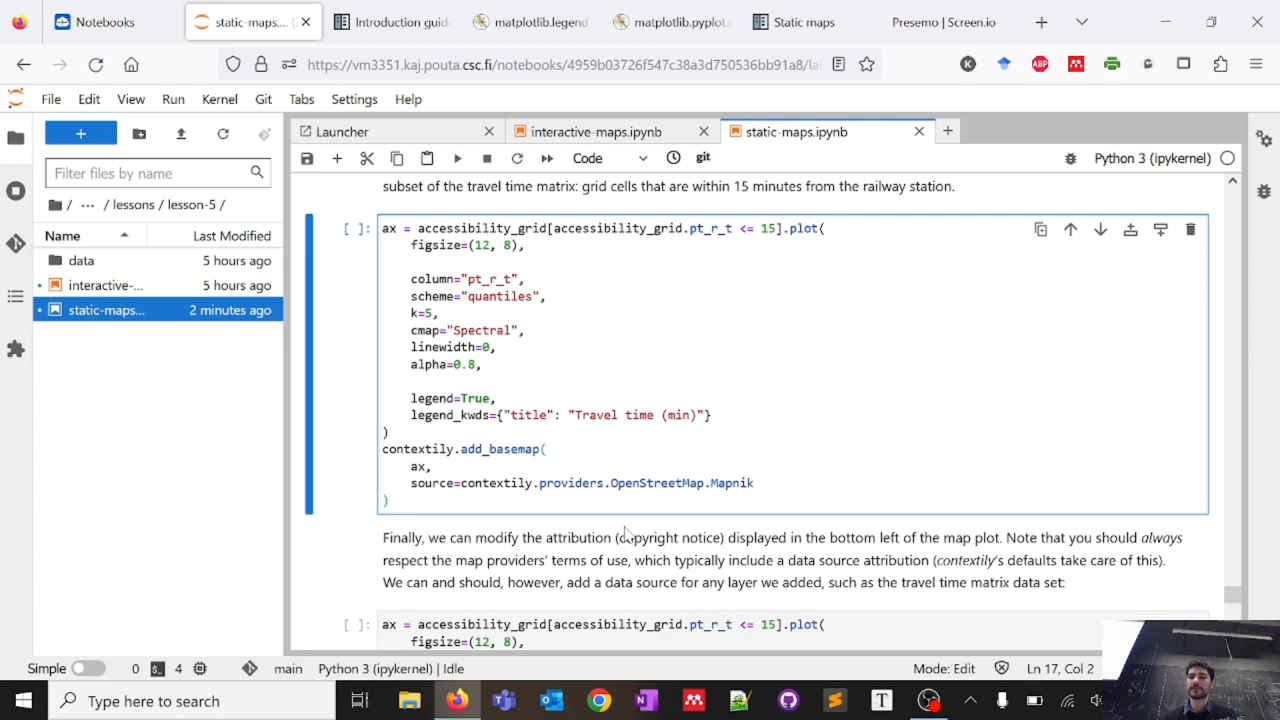 Notebooks
static-maps.... (
Introduction guide
matplotlib.legend
matplotlib.pyplot.
Static maps
Presemo | Screen.io
https://vm3351.kaj.pouta.csc.fi/notebooks/4959b03726f547c38a3d750536bb91a8/la
K
ABP
File Edit View Run Kernel Git Tabs Settings Help
Launcher
interactive-maps.ipynb
static-maps.ipynb
Filter files by name
Code
git
Python 3 (ipykernel)
/ ... / lessons / lesson-5 /
Name Last Modified
data 5 hours ago
interactive-... 5 hours ago
static-maps... 2 minutes ago
subset of the travel time matrix: grid cells that are within 15 minutes from the railway station.
[ ]: ax = accessibility_grid[accessibility_grid.pt_r_t <= 15].plot(
figsize=(12, 8),
column="pt_r_t",
scheme="quantiles",
k=5,
cmap="Spectral",
linewidth=0,
alpha=0.8,
legend=True,
legend_kwds={"title": "Travel time (min)"}
)
contextily.add_basemap(
ax,
source=contextily.providers.OpenStreetMap.Mapnik
)
Finally, we can modify the attribution (copyright notice) displayed in the bottom left of the map plot. Note that you should always
respect the map providers' terms of use, which typically include a data source attribution (contextily's defaults take care of this).
We can and should, however, add a data source for any layer we added, such as the travel time matrix data set:
[ ]: ax = accessibility_grid[accessibility_grid.pt_r_t <= 15].plot(
figsize=(12, 8),
Simple 0 4 main Python 3 (ipykernel) | Idle Mode: Edit Ln 17, Col 2
Type here to search